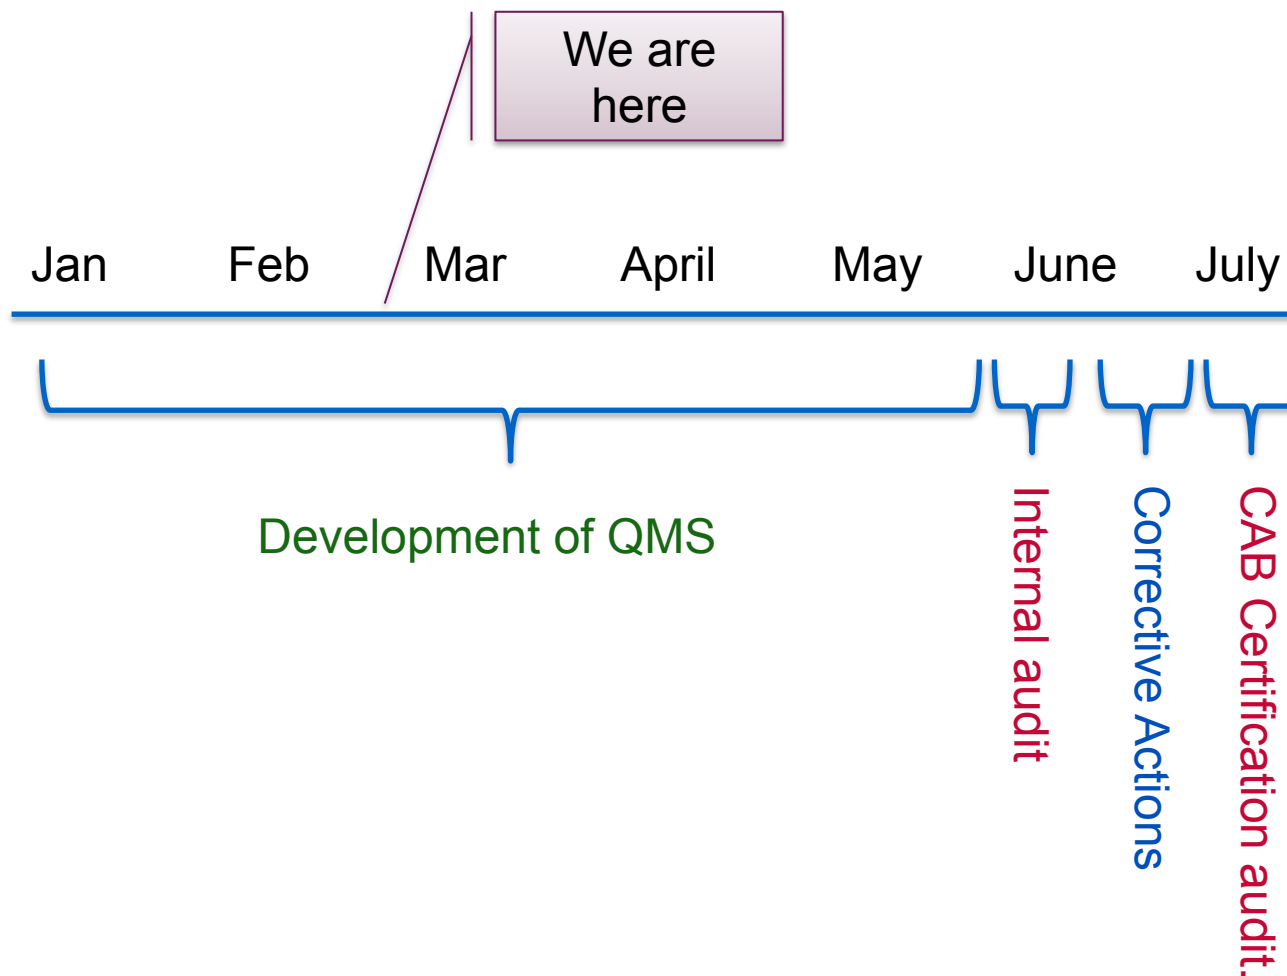 We are
here
Jan Feb Mar April May June July
Development of QMS
Internal audit
Corrective Actions
CAB Certification audit.